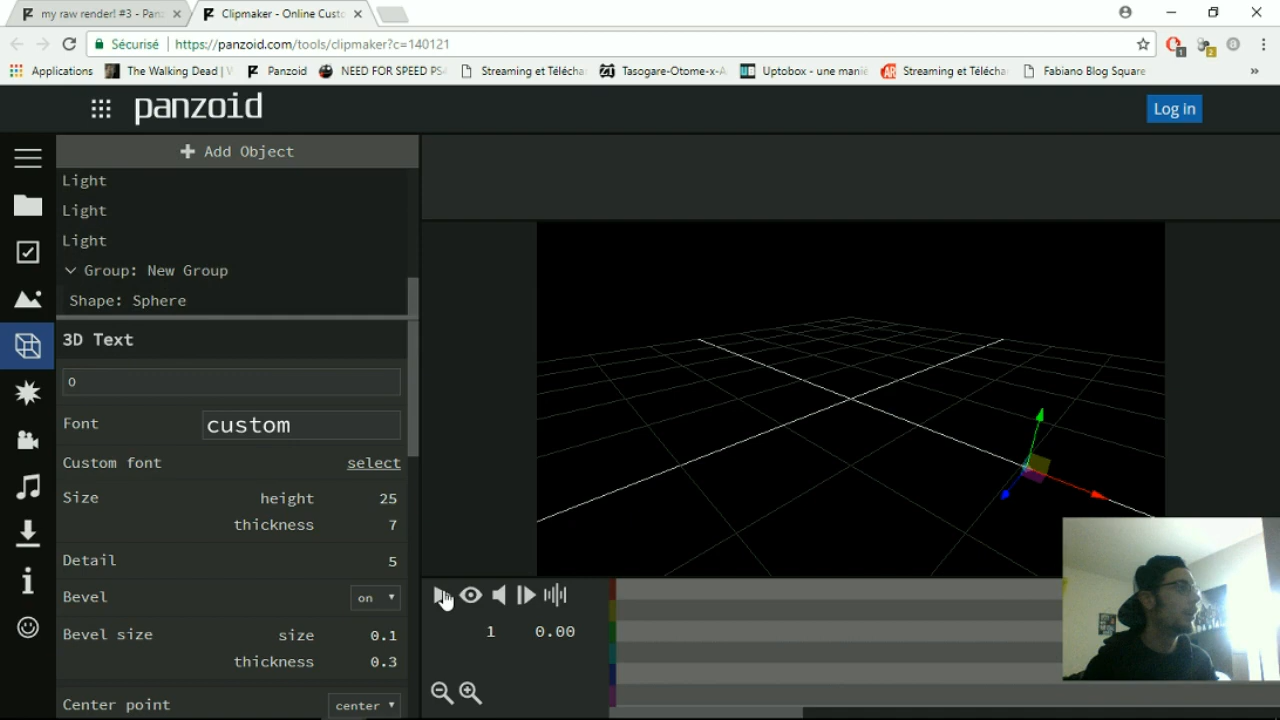 my raw render! #3 - Panz
Clipmaker - Online Custo
Sécurisé
https://panzoid.com/tools/clipmaker?c=140121
Applications
The Walking Dead | V
Panzoid
NEED FOR SPEED PS4
Streaming et Télécha
Tasogare-Otome-x-A
Uptobox - une maniè
Streaming et Télécha
Fabiano Blog Square
panzoid
Log in
Add Object
Light
Light
Light
Group: New Group
Shape: Sphere
3D Text
O
Font custom
Custom font select
Size height 25
thickness 7
Detail 5
Bevel on
Bevel size size 0.1
thickness 0.3
Center point center
1 0.00